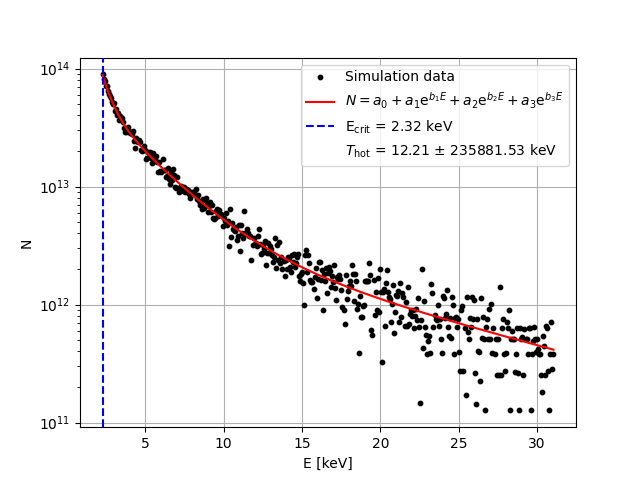 Simulation data
N = a₀ + a₁e^{b₁E} + a₂e^{b₂E} + a₃e^{b₃E}
E_crit = 2.32 keV
T_hot = 12.21 ± 235881.53 keV
10¹⁴
10¹³
10¹²
10¹¹
N
5 10 15 20 25 30
E [keV]